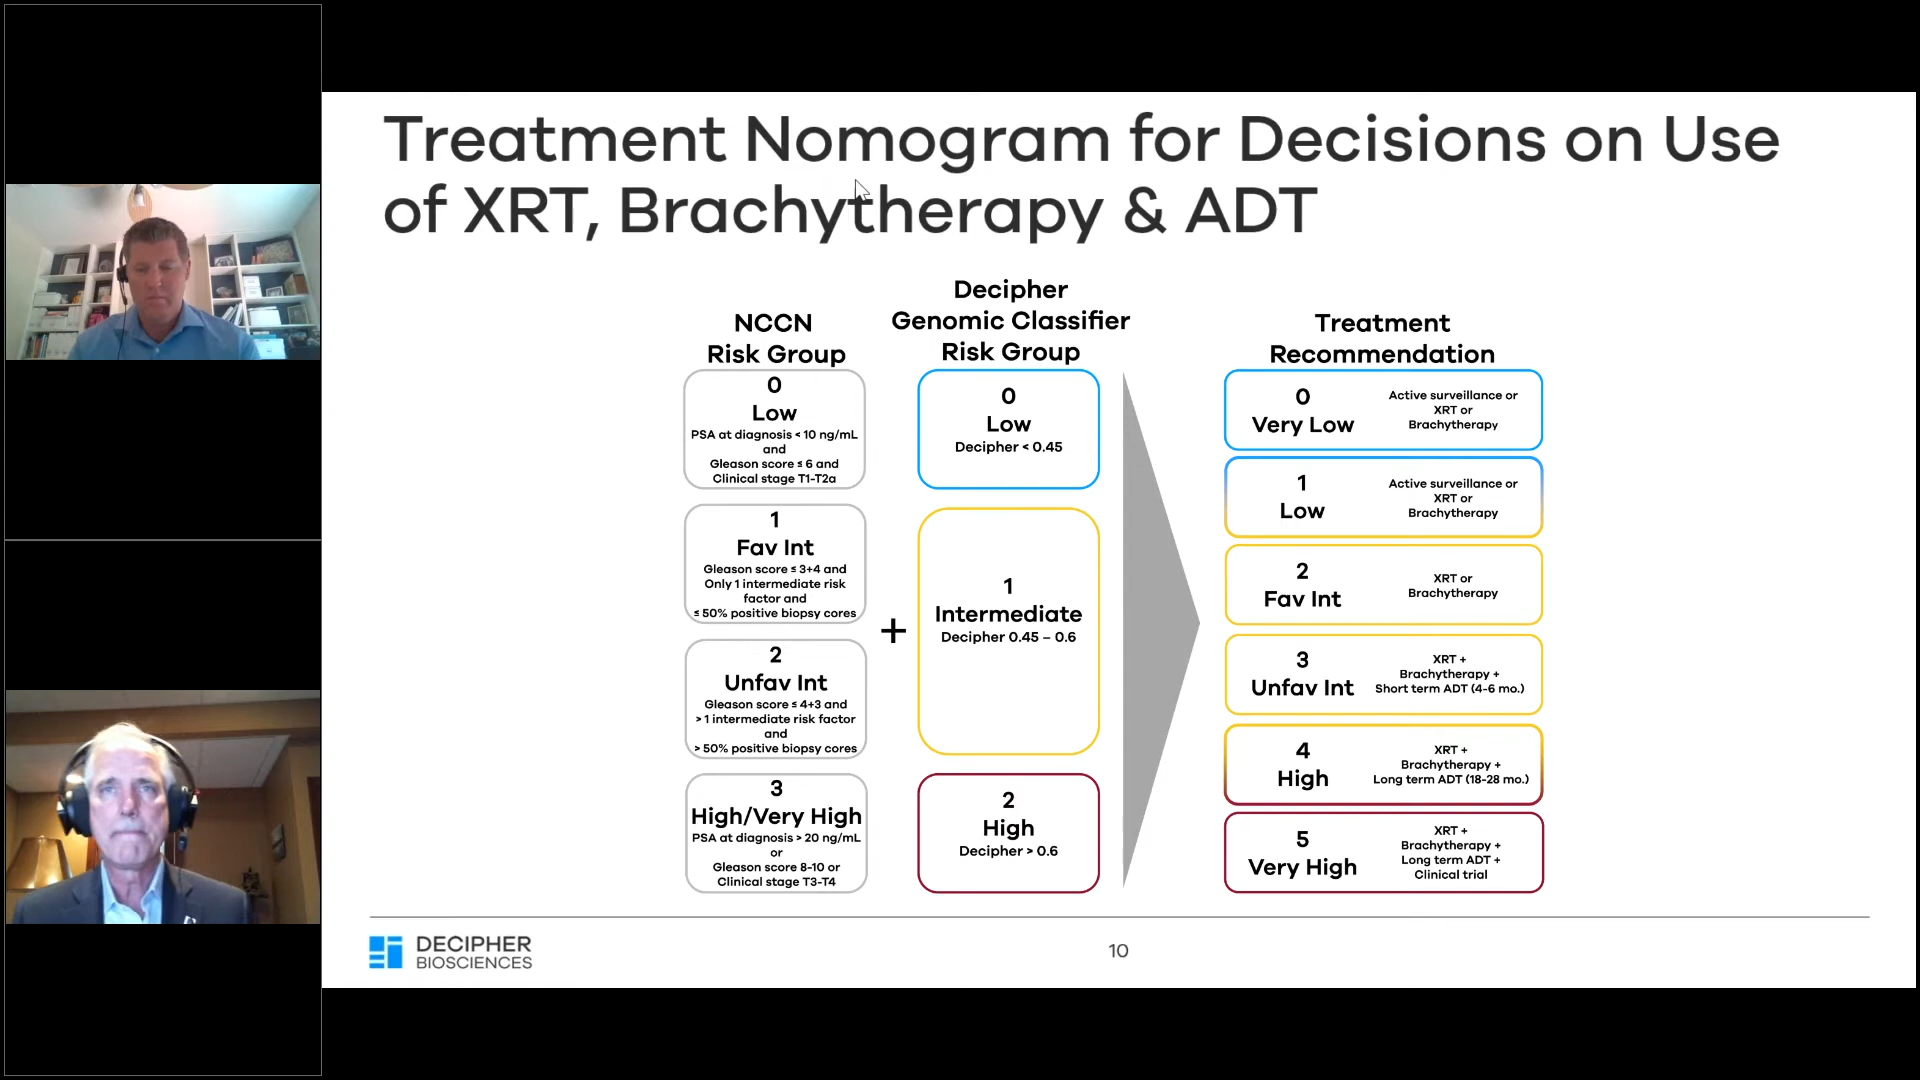 Treatment Nomogram for Decisions on Use
of XRT, Brachytherapy & ADT
NCCN
Risk Group
0
Low
PSA at diagnosis < 10 ng/mL
and
Gleason score ≤ 6 and
Clinical stage T1-T2a
1
Fav Int
Gleason score ≤ 3+4 and
Only 1 intermediate risk
factor and
≤ 50% positive biopsy cores
2
Unfav Int
Gleason score ≤ 4+3 and
> 1 intermediate risk factor
and
> 50% positive biopsy cores
3
High/Very High
PSA at diagnosis > 20 ng/mL
or
Gleason score 8-10 or
Clinical stage T3-T4
+
Decipher
Genomic Classifier
Risk Group
0
Low
Decipher < 0.45
1
Intermediate
Decipher 0.45 – 0.6
2
High
Decipher > 0.6
Treatment
Recommendation
0
Very Low
Active surveillance or
XRT or
Brachytherapy
1
Low
Active surveillance or
XRT or
Brachytherapy
2
Fav Int
XRT or
Brachytherapy
3
Unfav Int
XRT +
Brachytherapy +
Short term ADT (4-6 mo.)
4
High
XRT +
Brachytherapy +
Long term ADT (18-28 mo.)
5
Very High
XRT +
Brachytherapy +
Long term ADT +
Clinical trial
DECIPHER
BIOSCIENCES
10